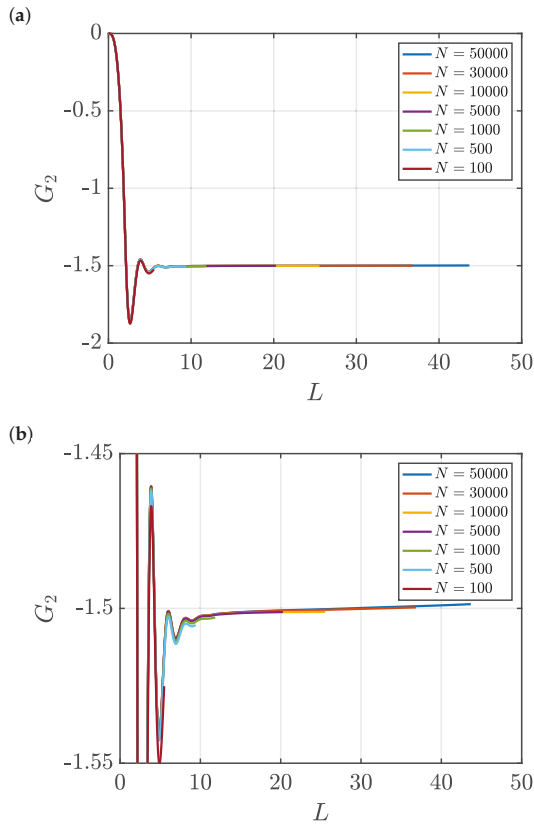 (a)
0
-0.5
-1
-1.5
-2
G2
0 10 20 30 40 50
L
N = 50000
N = 30000
N = 10000
N = 5000
N = 1000
N = 500
N = 100
(b)
-1.45
-1.5
-1.55
G2
0 10 20 30 40 50
L
N = 50000
N = 30000
N = 10000
N = 5000
N = 1000
N = 500
N = 100